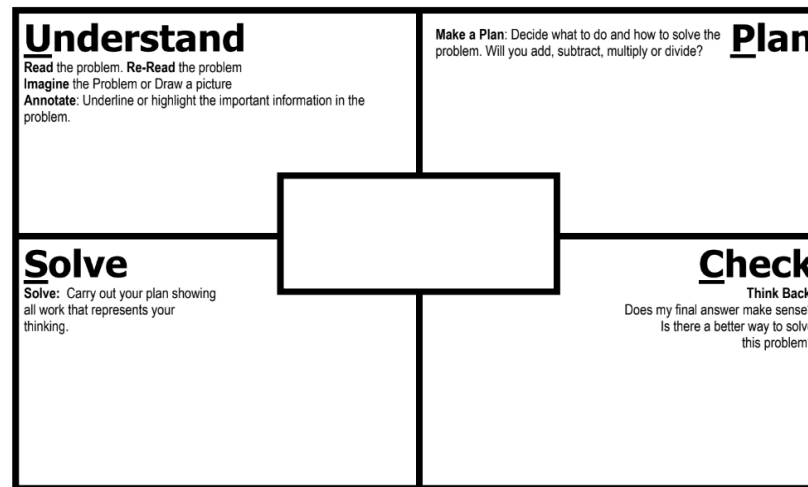 Understand
Read the problem. Re-Read the problem
Imagine the Problem or Draw a picture
Annotate: Underline or highlight the important information in the
problem.
Make a Plan: Decide what to do and how to solve the
problem. Will you add, subtract, multiply or divide?
Plan
Solve
Solve: Carry out your plan showing
all work that represents your
thinking.
Check
Think Back
Does my final answer make sense?
Is there a better way to solve
this problem?